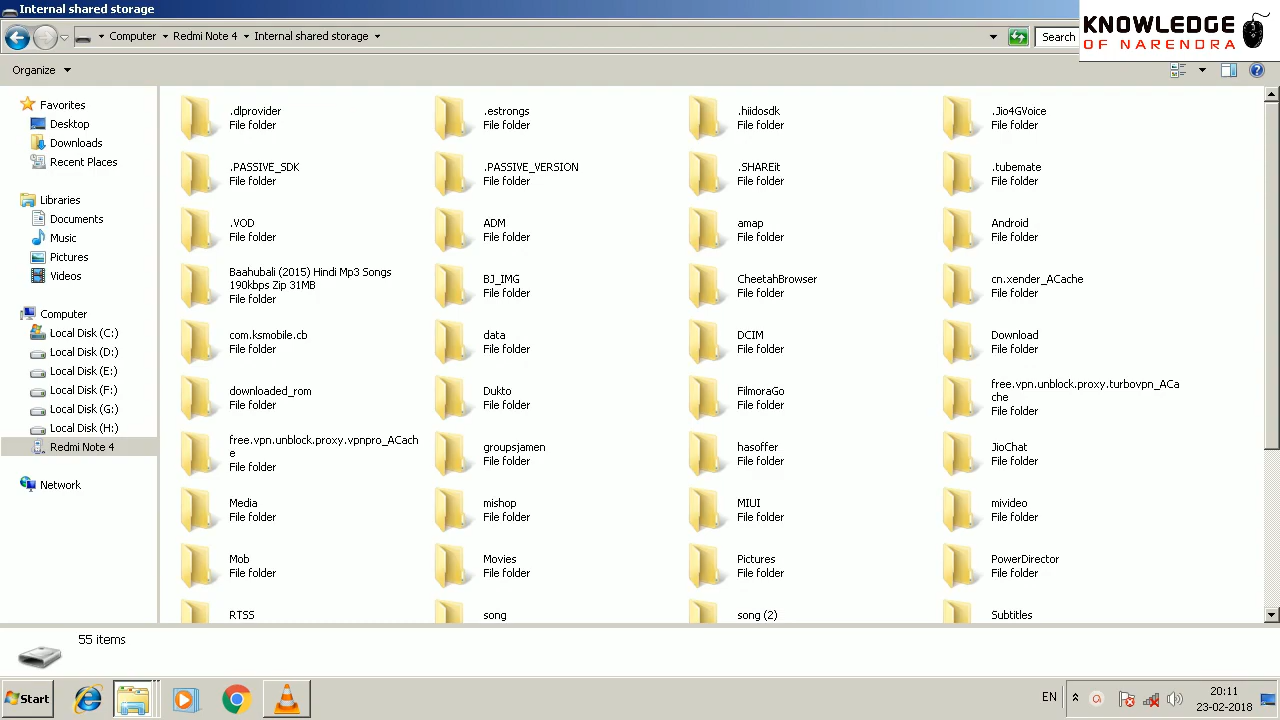 Internal shared storage
KNOWLEDGE
OF NARENDRA
Computer Redmi Note 4 Internal shared storage
Search
Organize
Favorites
Desktop
Downloads
Recent Places
Libraries
Documents
Music
Pictures
Videos
Computer
Local Disk (C:)
Local Disk (D:)
Local Disk (E:)
Local Disk (F:)
Local Disk (G:)
Local Disk (H:)
Redmi Note 4
Network
.dlprovider
File folder
.estrongs
File folder
.hiidosdk
File folder
.Jio4GVoice
File folder
.PASSIVE_SDK
File folder
.PASSIVE_VERSION
File folder
.SHAREit
File folder
.tubemate
File folder
.VOD
File folder
ADM
File folder
amap
File folder
Android
File folder
Baahubali (2015) Hindi Mp3 Songs
190kbps Zip 31MB
File folder
BJ_IMG
File folder
CheetahBrowser
File folder
cn.xender_ACache
File folder
com.ksmobile.cb
File folder
data
File folder
DCIM
File folder
Download
File folder
downloaded_rom
File folder
Dukto
File folder
FilmoraGo
File folder
free.vpn.unblock.proxy.turbovpn_ACa
che
File folder
free.vpn.unblock.proxy.vpnpro_ACach
e
File folder
groupsjamen
File folder
hasoffer
File folder
JioChat
File folder
Media
File folder
mishop
File folder
MIUI
File folder
mivideo
File folder
Mob
File folder
Movies
File folder
Pictures
File folder
PowerDirector
File folder
RTSS
song
song (2)
Subtitles
55 items
Start
EN
20:11
23-02-2018